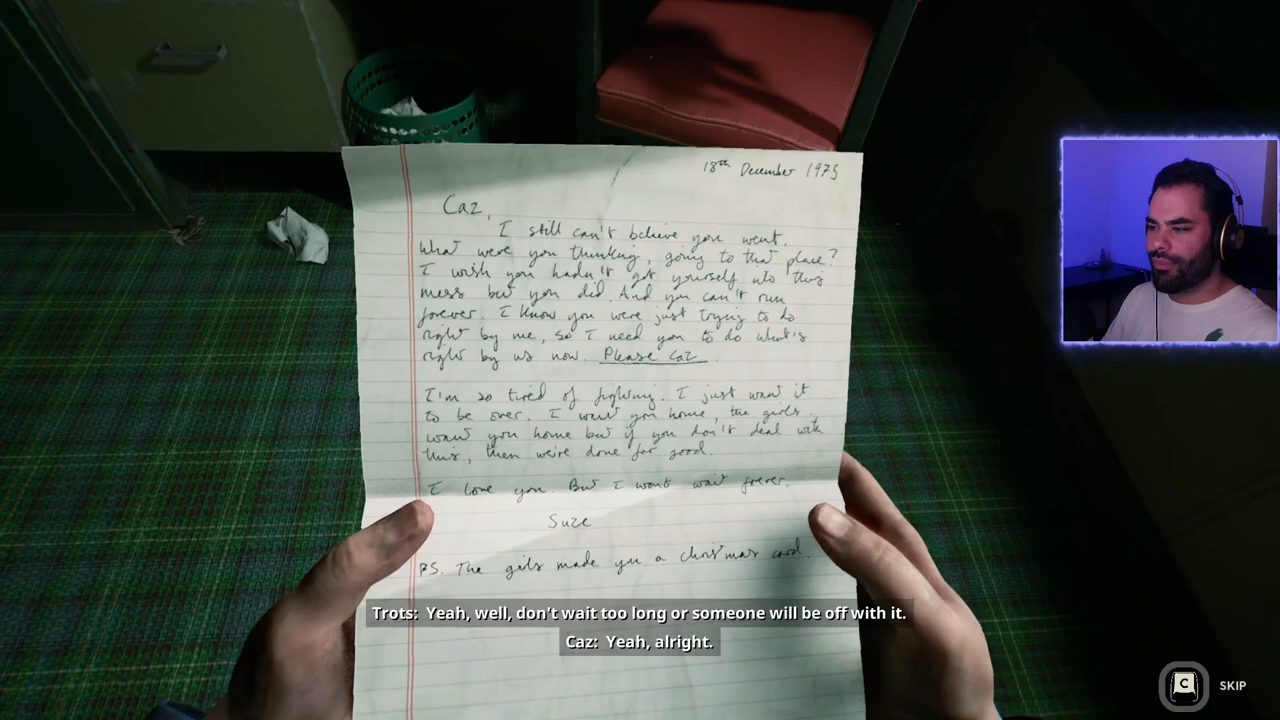 18th December 1975
Caz,
I still can't believe you went.
What were you thinking, going to that place?
I wish you hadn't got yourself into this
mess but you did. And you can't run
forever. I know you were just trying to do
right by me, so I need you to do what's
right by us now. Please Caz
I'm so tired of fighting. I just want it
to be over. I want you home, the girls
want you home but if you don't deal with
this, then we're done for good.
I love you. But I wont wait forever.
Suze
P.S. The girls made you a christmas card.
Trots: Yeah, well, don't wait too long or someone will be off with it.
Caz: Yeah, alright.
C SKIP